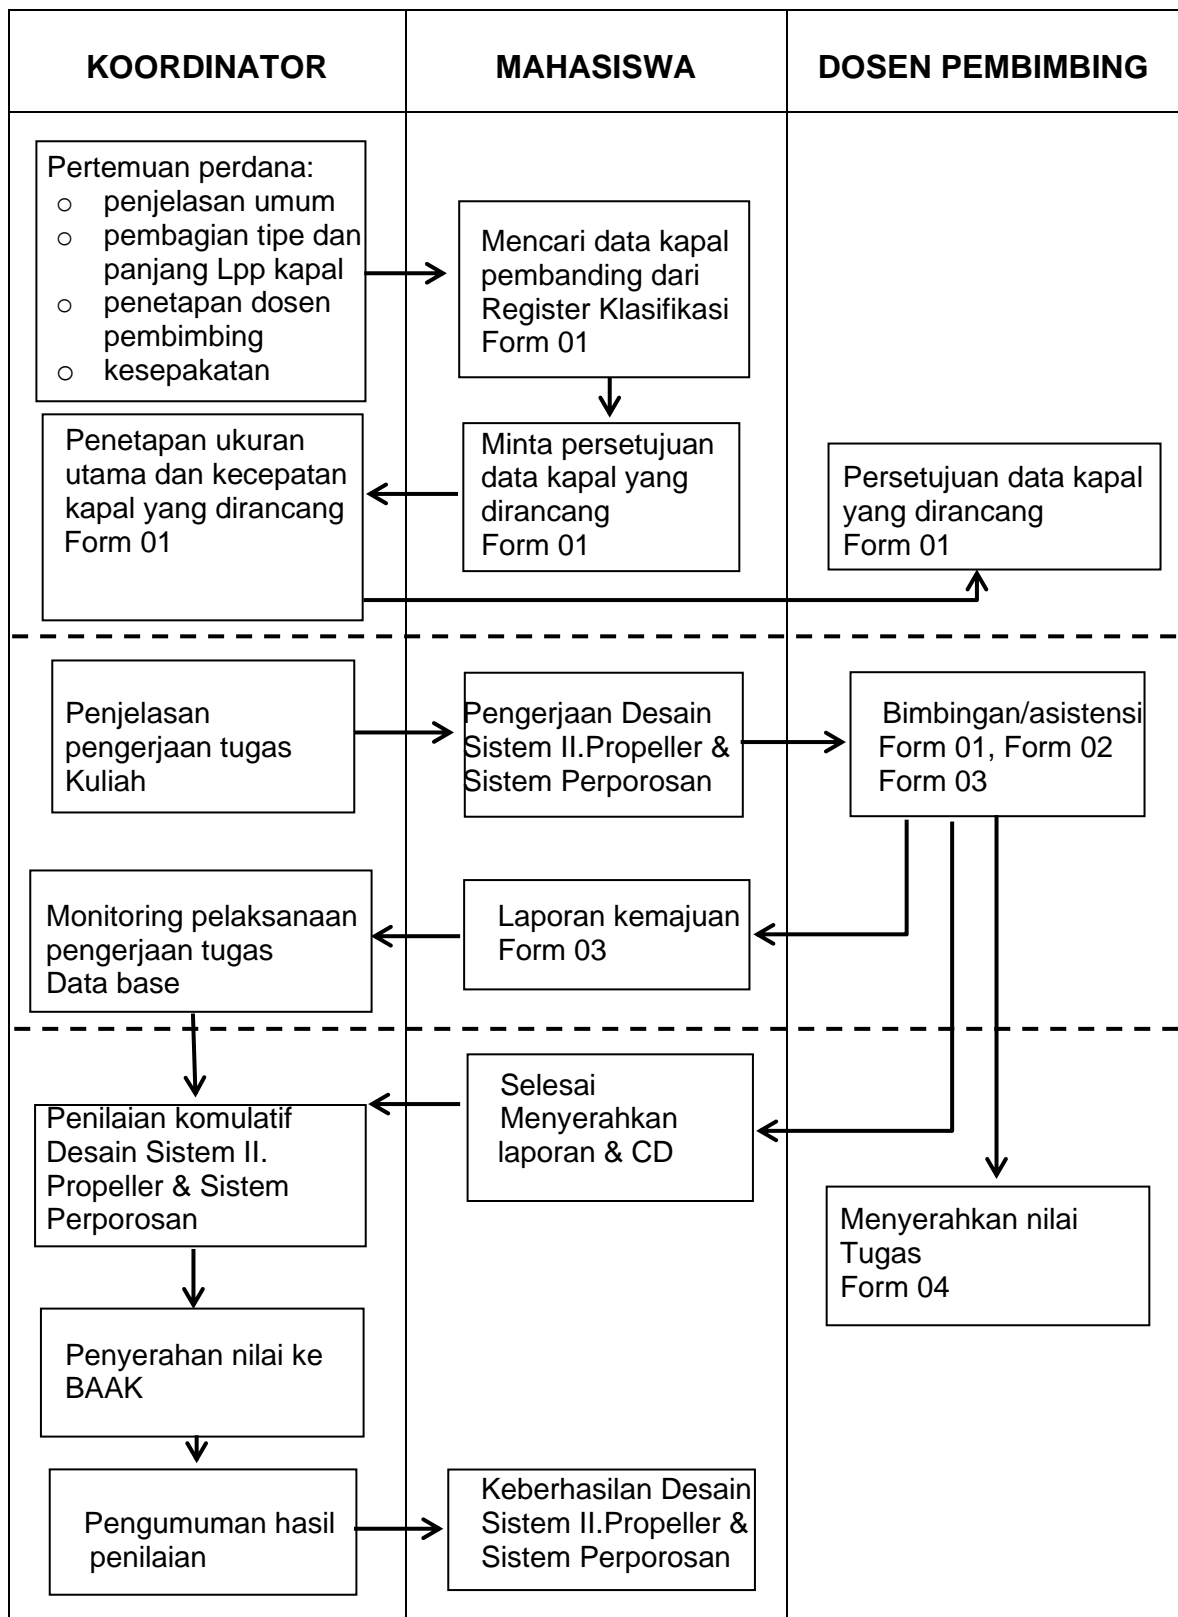 KOORDINATOR
MAHASISWA
DOSEN PEMBIMBING
Pertemuan perdana:
o penjelasan umum
o pembagian tipe dan
panjang Lpp kapal
o penetapan dosen
pembimbing
o kesepakatan
Mencari data kapal
pembanding dari
Register Klasifikasi
Form 01
Penetapan ukuran
utama dan kecepatan
kapal yang dirancang
Form 01
Minta persetujuan
data kapal yang
dirancang
Form 01
Persetujuan data kapal
yang dirancang
Form 01
Penjelasan
pengerjaan tugas
Kuliah
Pengerjaan Desain
Sistem II.Propeller &
Sistem Perporosan
Bimbingan/asistensi
Form 01, Form 02
Form 03
Monitoring pelaksanaan
pengerjaan tugas
Data base
Laporan kemajuan
Form 03
Penilaian komulatif
Desain Sistem II.
Propeller & Sistem
Perporosan
Selesai
Menyerahkan
laporan & CD
Menyerahkan nilai
Tugas
Form 04
Penyerahan nilai ke
BAAK
Pengumuman hasil
penilaian
Keberhasilan Desain
Sistem II.Propeller &
Sistem Perporosan